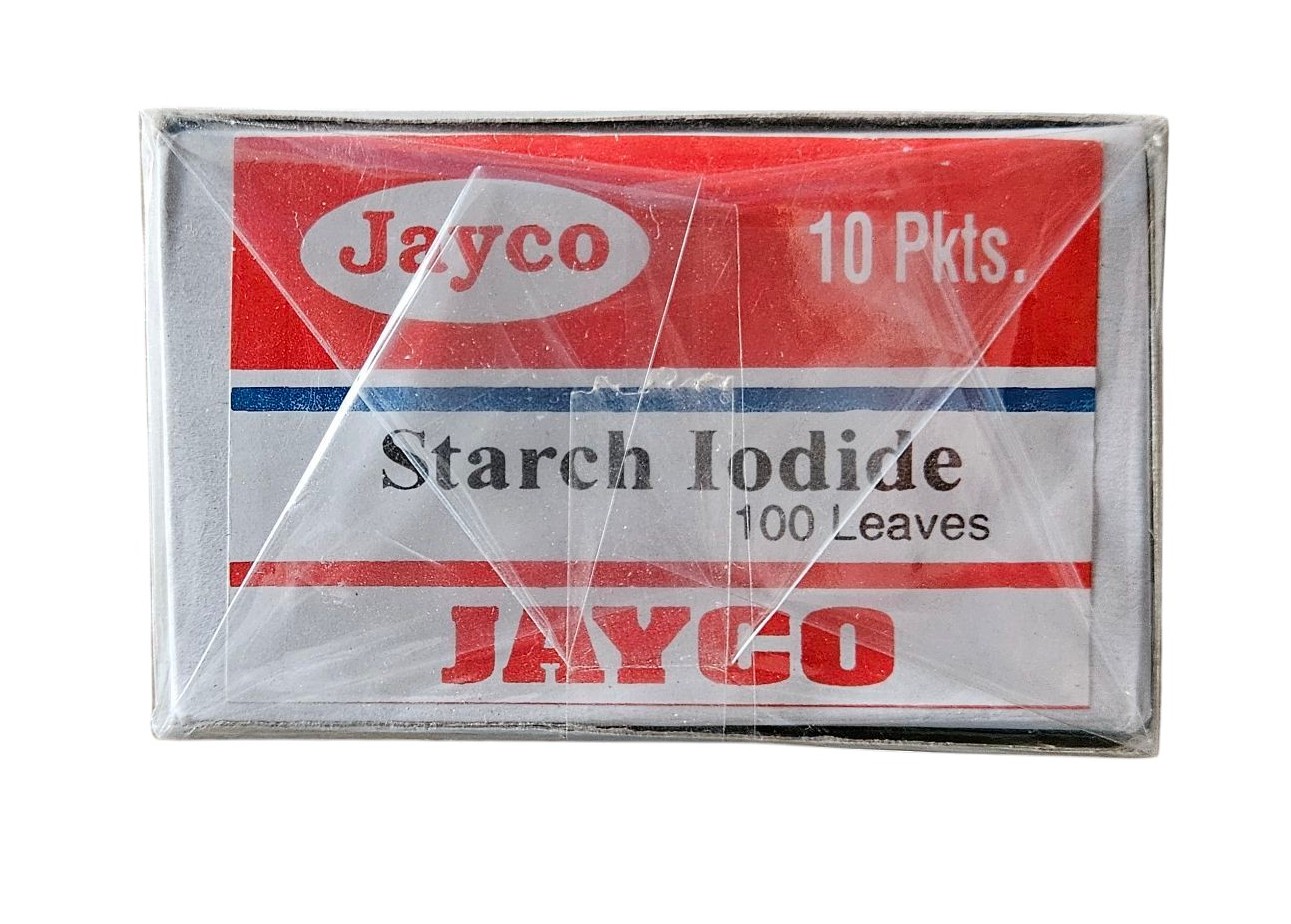 Jayco
10 Pkts.
Starch Iodide
100 Leaves
JAYCO